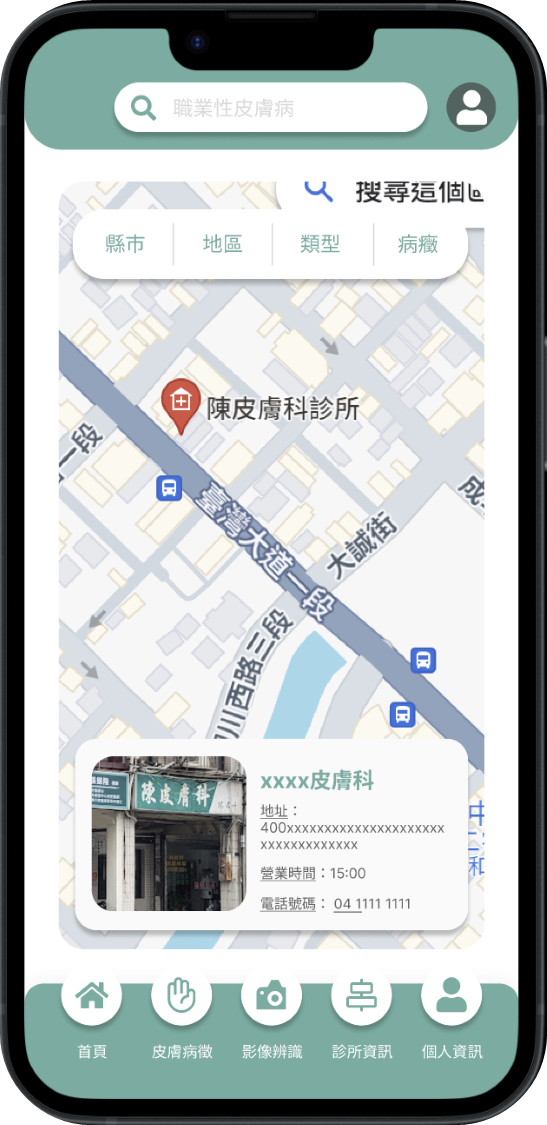 職業性皮膚病
搜尋這個
縣市
地區
類型
病癥
陳皮膚科診所
一段
臺灣大道一段
大誠街
川西路三段
陳皮膚科
xxxx皮膚科
地址：
400xxxxxxxxxxxxxxxxxxxxx
xxxxxxxxxxxxx
營業時間：15:00
電話號碼： 04 1111 1111
中
和
首頁
皮膚病徵
影像辨識
診所資訊
個人資訊